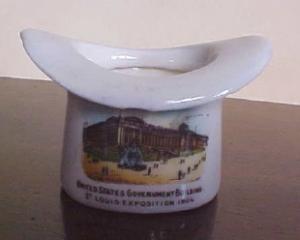 UNITED STATES GOVERNMENT BUILDING
ST LOUIS EXPOSITION 1904